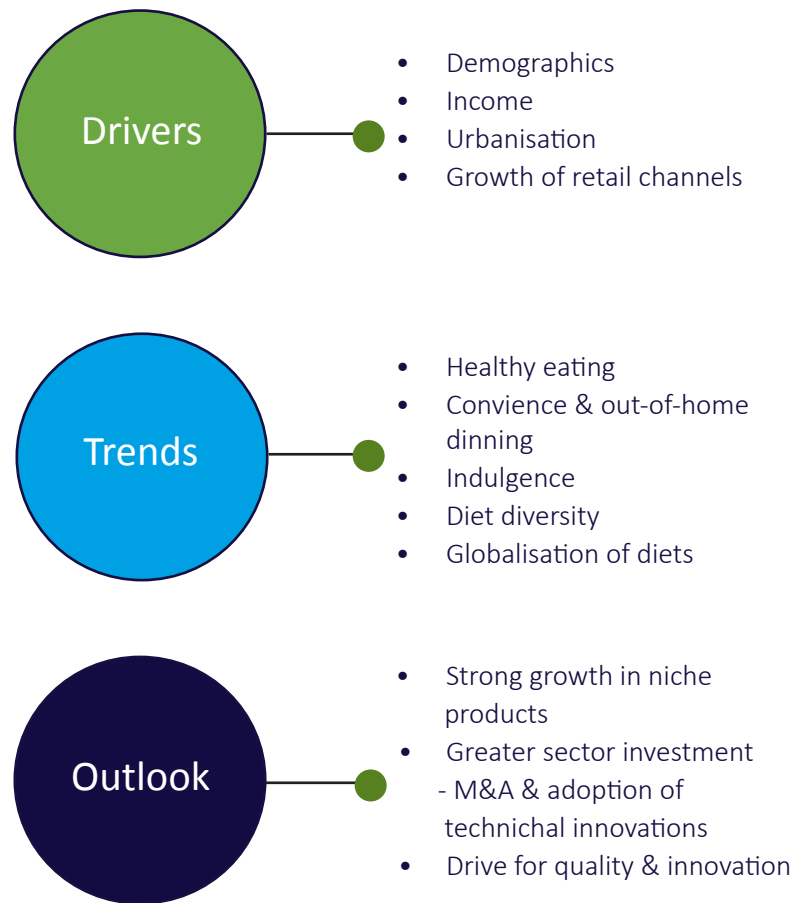 Drivers
• Demographics
• Income
• Urbanisation
• Growth of retail channels
Trends
• Healthy eating
• Convience & out-of-home
dinning
• Indulgence
• Diet diversity
• Globalisation of diets
Outlook
• Strong growth in niche
products
• Greater sector investment
- M&A & adoption of
technichal innovations
• Drive for quality & innovation